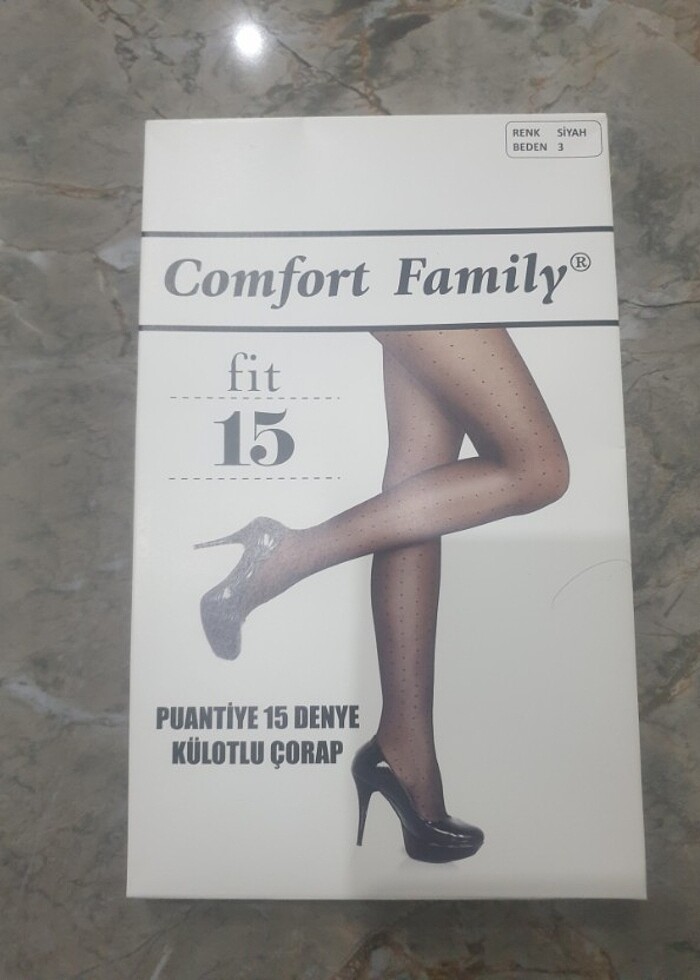 RENK SİYAH
BEDEN 3
Comfort Family®
fit
15
PUANTİYE 15 DENYE
KÜLOTLU ÇORAP